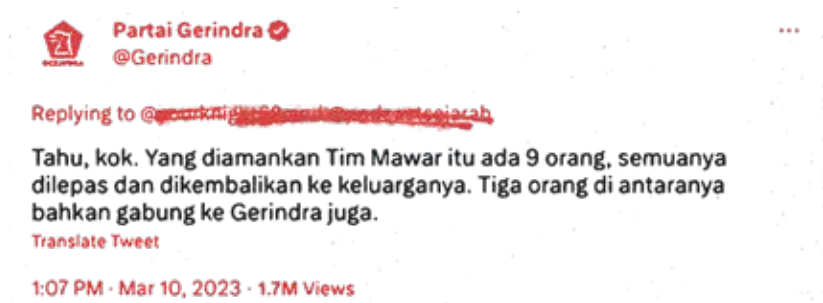 Partai Gerindra
@Gerindra
GERINDRA
Replying to
Tahu, kok. Yang diamankan Tim Mawar itu ada 9 orang, semuanya
dilepas dan dikembalikan ke keluarganya. Tiga orang di antaranya
bahkan gabung ke Gerindra juga.
Translate Tweet
1:07 PM · Mar 10, 2023 · 1.7M Views